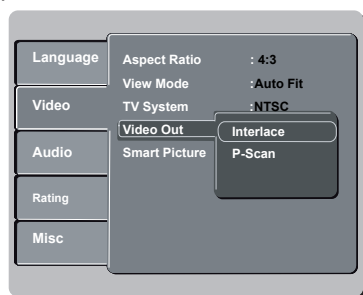 Language
Video
Audio
Rating
Misc
Aspect Ratio : 4:3
View Mode :Auto Fit
TV System :NTSC
Video Out
Smart Picture
Interlace
P-Scan